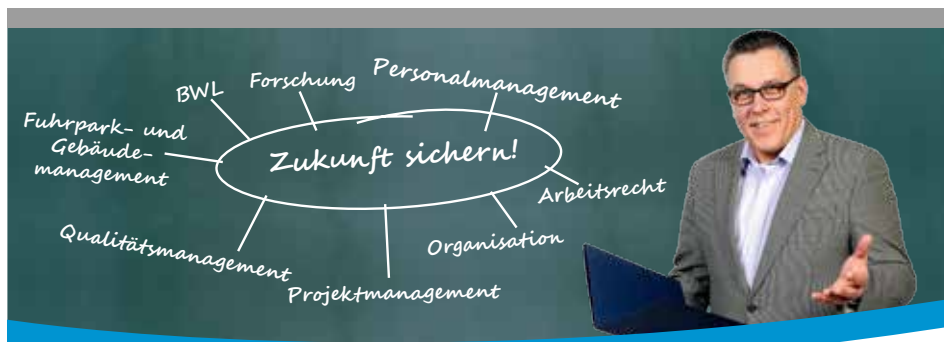 BWL
Forschung
Personalmanagement
Fuhrpark- und
Gebäude-
management
Zukunft sichern!
Arbeitsrecht
Qualitätsmanagement
Organisation
Projektmanagement